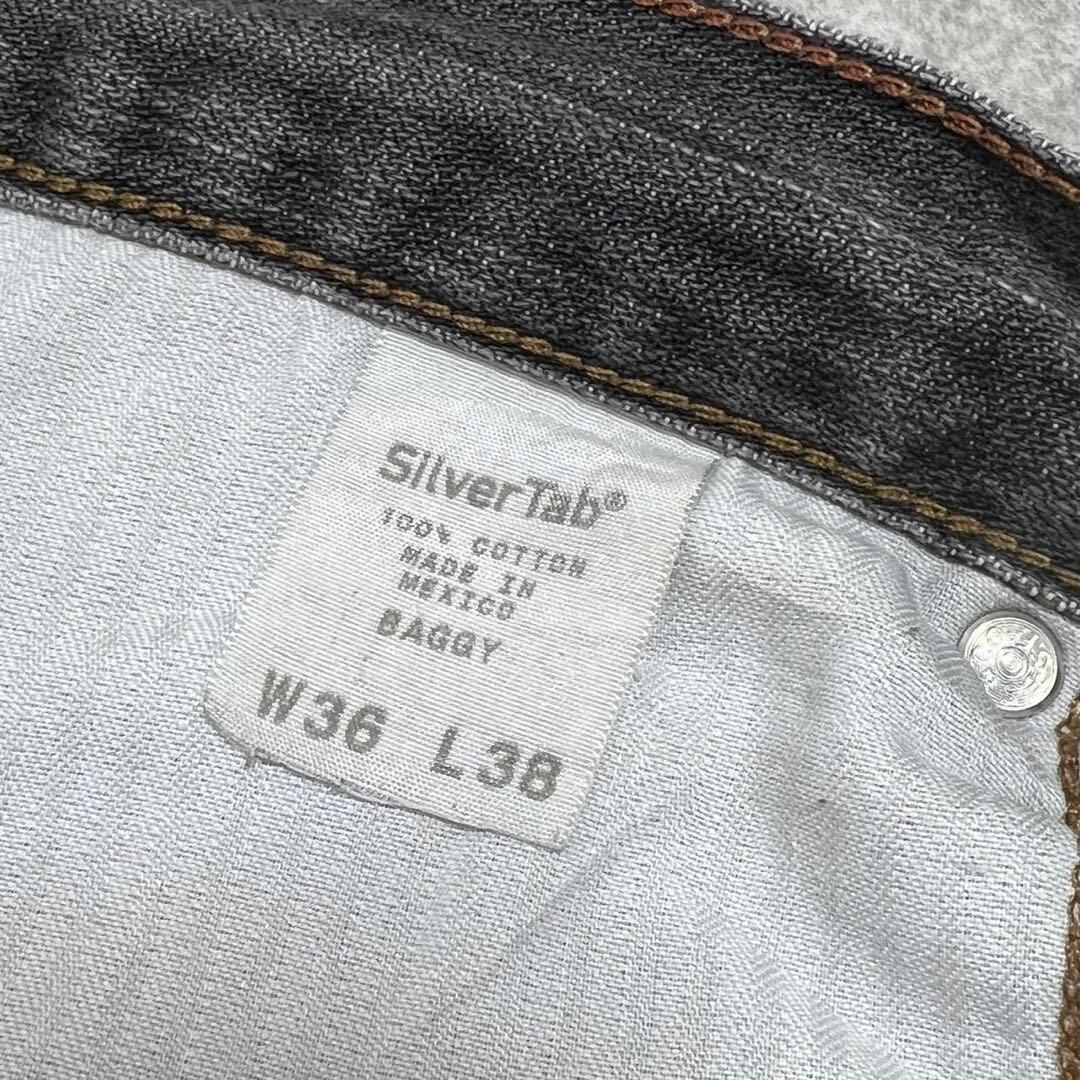 SilverTab®
100% COTTON
MADE IN
MEXICO
BAGGY
W36 L38